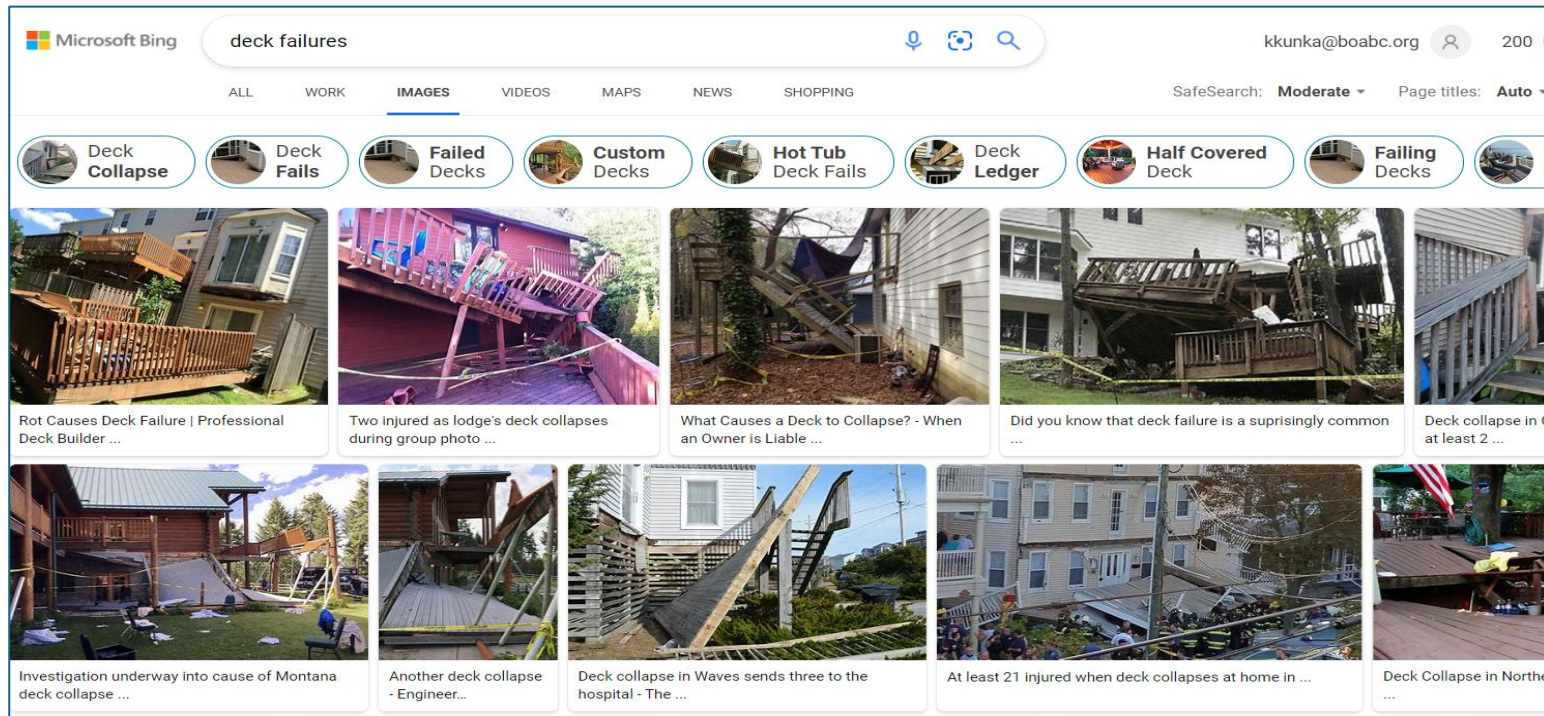 Microsoft Bing
deck failures
kkunka@boabc.org
200
ALL WORK IMAGES VIDEOS MAPS NEWS SHOPPING
SafeSearch: Moderate Page titles: Auto
Deck Collapse
Deck Fails
Failed Decks
Custom Decks
Hot Tub Deck Fails
Deck Ledger
Half Covered Deck
Failing Decks
Rot Causes Deck Failure | Professional
Deck Builder ...
Two injured as lodge's deck collapses
during group photo ...
What Causes a Deck to Collapse? - When
an Owner is Liable ...
Did you know that deck failure is a suprisingly common
...
Deck collapse in
at least 2 ...
Investigation underway into cause of Montana
deck collapse ...
Another deck collapse
- Engineer...
Deck collapse in Waves sends three to the
hospital - The ...
At least 21 injured when deck collapses at home in ...
Deck Collapse in Northe
...